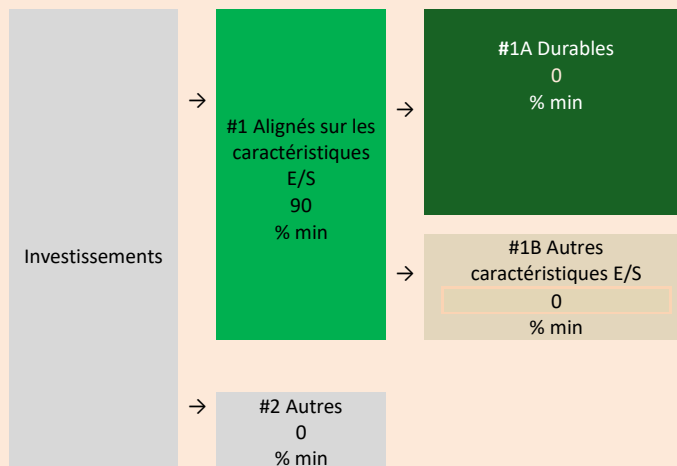 Investissements
→
#1 Alignés sur les
caractéristiques
E/S
90
% min
→
#1A Durables
0
% min
→
#1B Autres
caractéristiques E/S
0
% min
→
#2 Autres
0
% min